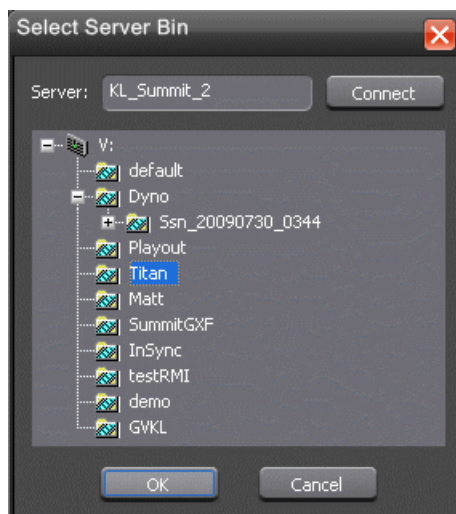 Select Server Bin
Server: KL_Summit_2 Connect
V:
default
Dyno
Ssn_20090730_0344
Playout
Titan
Matt
SummitGXF
InSync
testRMI
demo
GVKL
OK Cancel